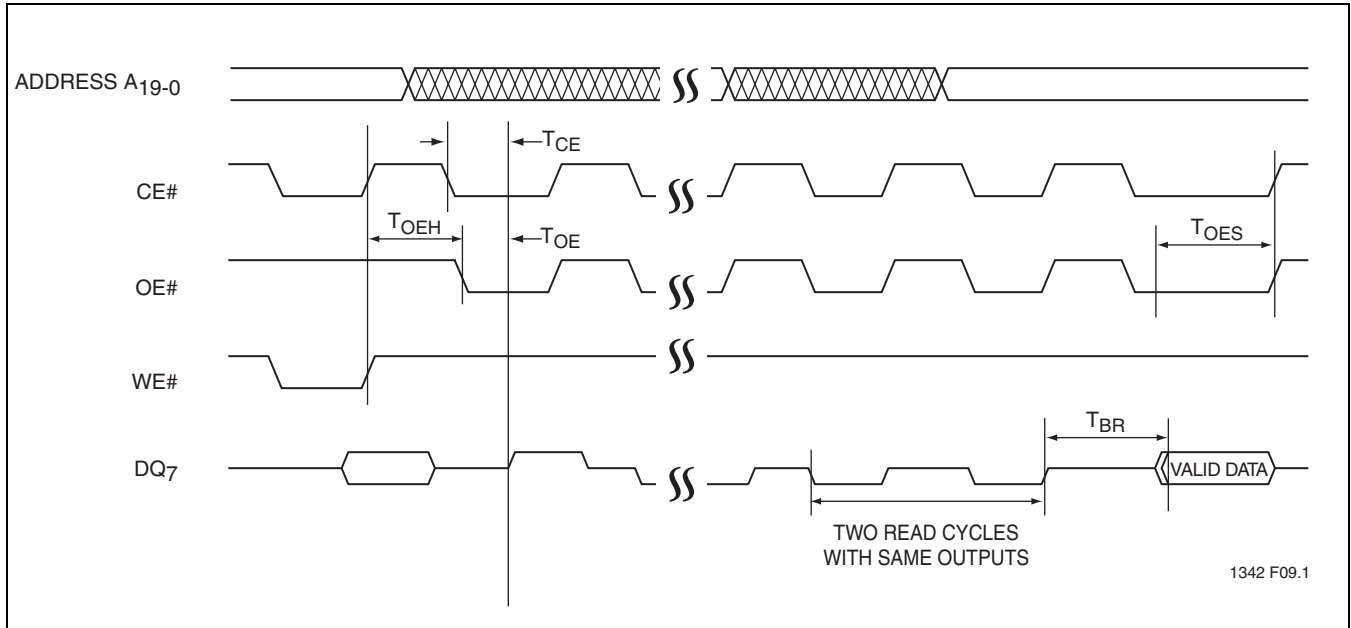 ADDRESS A19-0
TCE
CE#
TOEH
TOE
TOES
OE#
WE#
TBR
DQ7
VALID DATA
TWO READ CYCLES
WITH SAME OUTPUTS
1342 F09.1